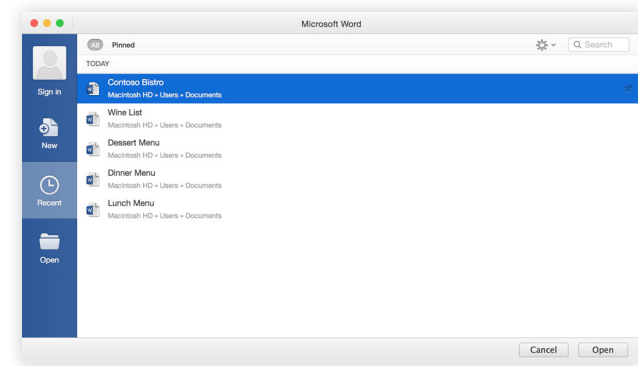 Microsoft Word
All Pinned
Search
TODAY
Sign in
New
Recent
Open
Contoso Bistro
Macintosh HD » Users » Documents
Wine List
Macintosh HD » Users » Documents
Dessert Menu
Macintosh HD » Users » Documents
Dinner Menu
Macintosh HD » Users » Documents
Lunch Menu
Macintosh HD » Users » Documents
Cancel Open